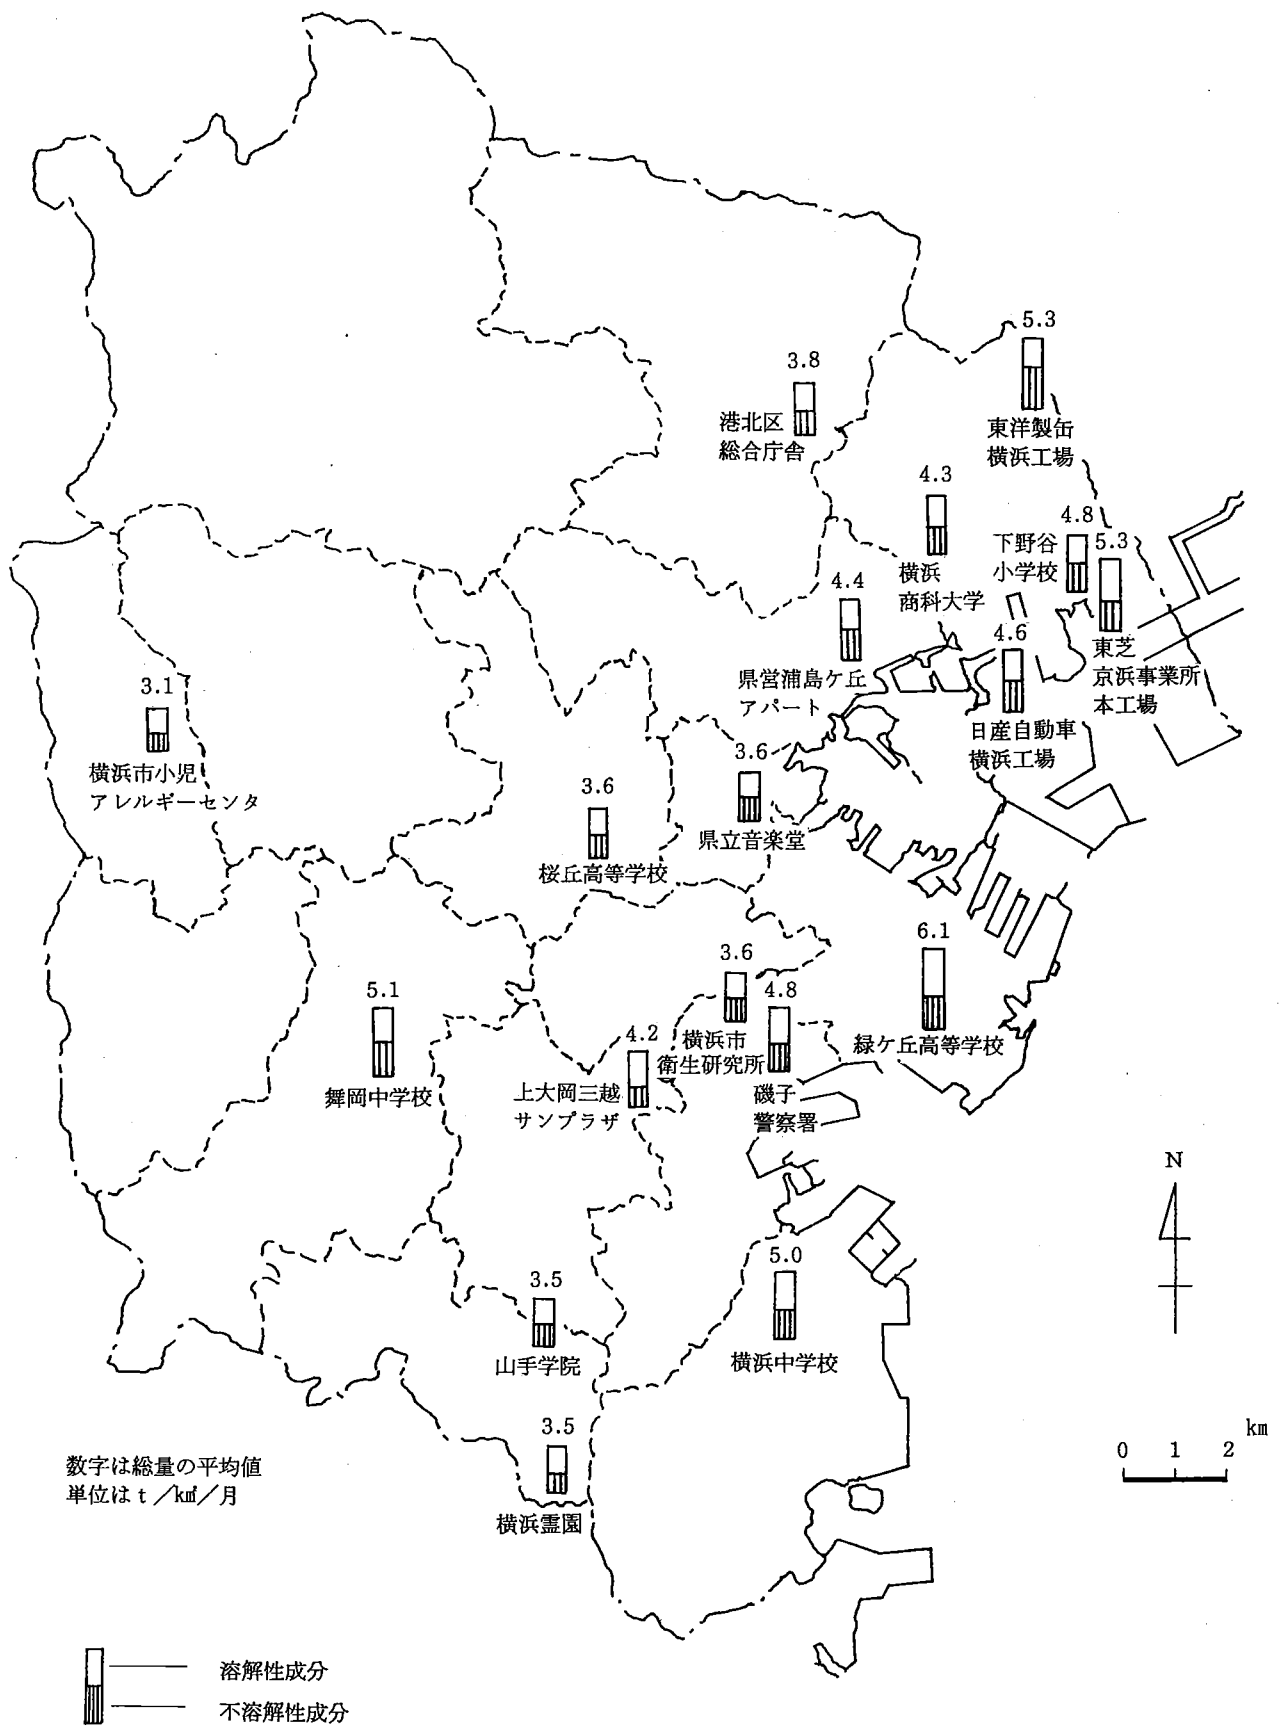 5.3
東洋製缶
横浜工場
3.8
港北区
総合庁舎
4.3
横浜
商科大学
4.8
下野谷
小学校
5.3
東芝
京浜事業所
本工場
4.4
県営浦島ケ丘
アパート
4.6
日産自動車
横浜工場
3.1
横浜市小児
アレルギーセンタ
3.6
県立音楽堂
3.6
桜丘高等学校
6.1
緑ケ丘高等学校
3.6
横浜市
衛生研究所
4.8
磯子
警察署
5.1
舞岡中学校
4.2
上大岡三越
サンプラザ
N
5.0
横浜中学校
3.5
山手学院
3.5
横浜霊園
km
0 1 2
数字は総量の平均値
単位はt／㎢／月
溶解性成分
不溶解性成分